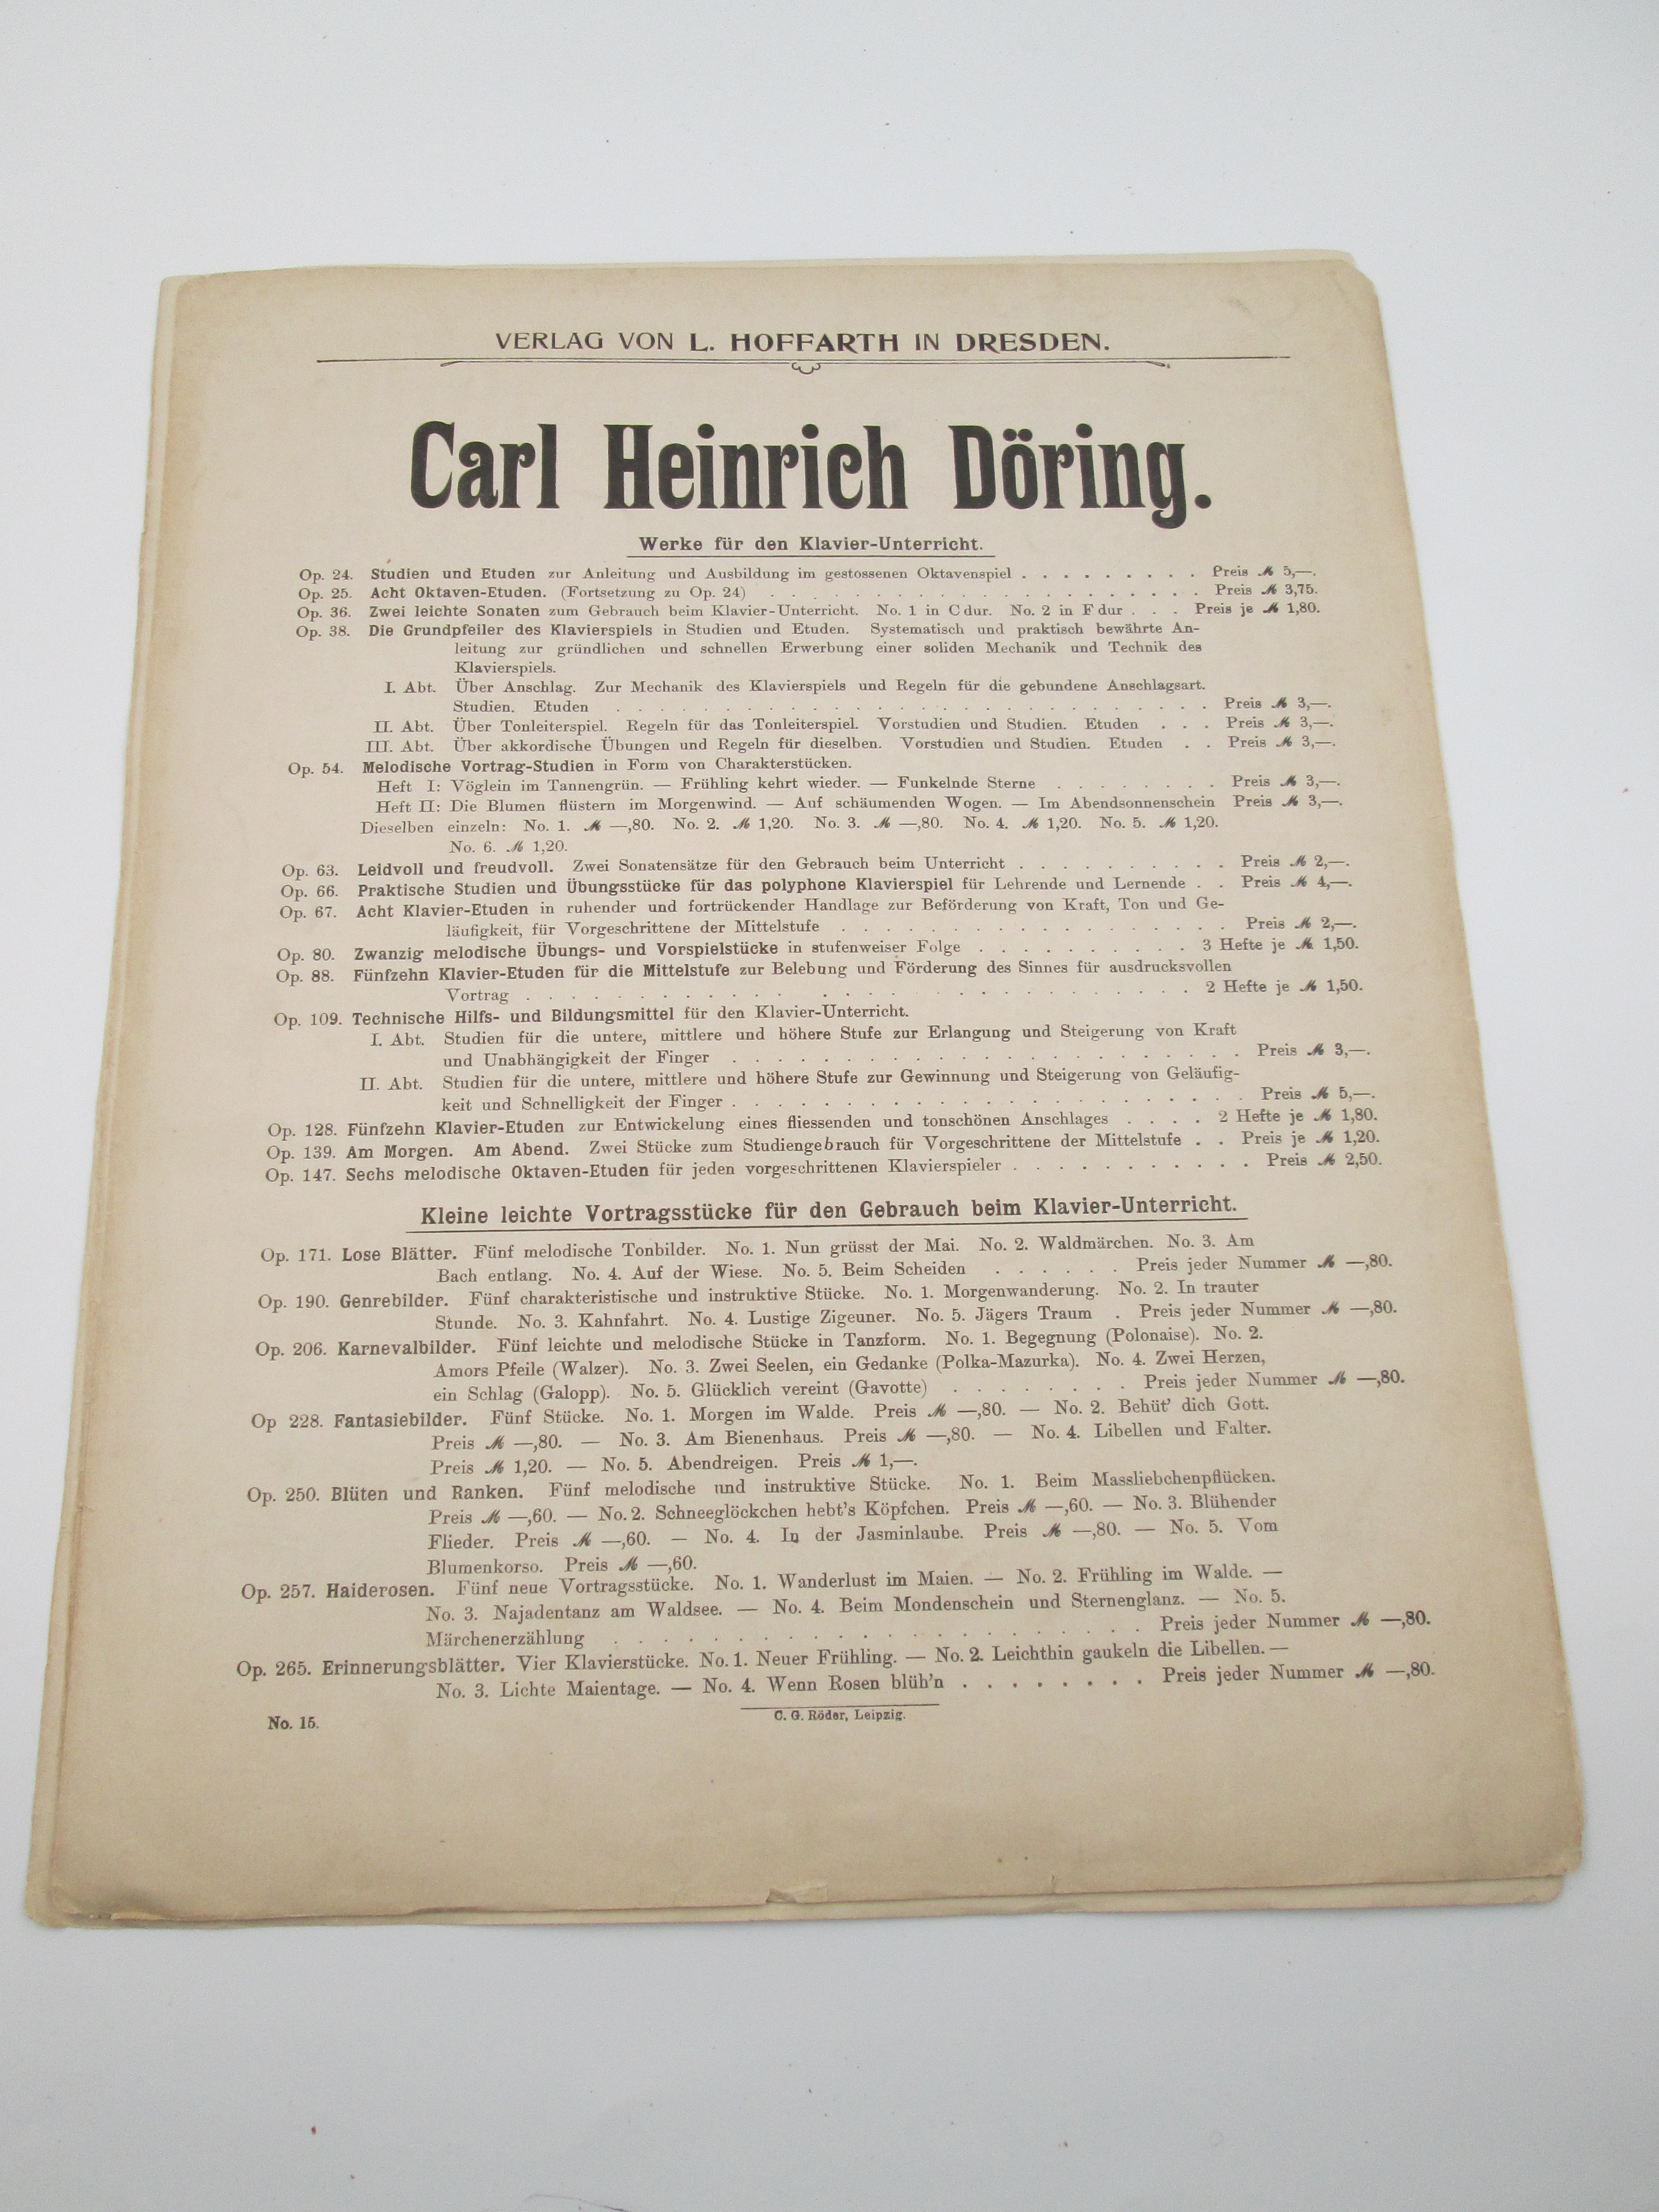 VERLAG VON L. HOFFARTH IN DRESDEN.
Carl Heinrich Döring.
Werke für den Klavier-Unterricht.
Op. 24. Studien und Etuden zur Anleitung und Ausbildung im gestossenen Oktavenspiel . . . . . . . . . Preis ℳ 5,—.
Op. 25. Acht Oktaven-Etuden. (Fortsetzung zu Op. 24) . . . . . . . . . . . . . . . . . . Preis ℳ 3,75.
Op. 36. Zwei leichte Sonaten zum Gebrauch beim Klavier-Unterricht. No. 1 in C dur. No. 2 in F dur . . . Preis je ℳ 1,80.
Op. 38. Die Grundpfeiler des Klavierspiels in Studien und Etuden. Systematisch und praktisch bewährte An-
leitung zur gründlichen und schnellen Erwerbung einer soliden Mechanik und Technik des
Klavierspiels.
I. Abt. Über Anschlag. Zur Mechanik des Klavierspiels und Regeln für die gebundene Anschlagsart.
Studien. Etuden . . . . . . . . . . . . . . . . . . . . . . . . . Preis ℳ 3,—.
II. Abt. Über Tonleiterspiel. Regeln für das Tonleiterspiel. Vorstudien und Studien. Etuden . . . Preis ℳ 3,—.
III. Abt. Über akkordische Übungen und Regeln für dieselben. Vorstudien und Studien. Etuden . . Preis ℳ 3,—.
Op. 54. Melodische Vortrag-Studien in Form von Charakterstücken.
Heft I: Vöglein im Tannengrün. — Frühling kehrt wieder. — Funkelnde Sterne . . . . . . . Preis ℳ 3,—.
Heft II: Die Blumen flüstern im Morgenwind. — Auf schäumenden Wogen. — Im Abendsonnenschein Preis ℳ 3,—.
Dieselben einzeln: No. 1. ℳ —,80. No. 2. ℳ 1,20. No. 3. ℳ —,80. No. 4. ℳ 1,20. No. 5. ℳ 1,20.
No. 6. ℳ 1,20.
Op. 63. Leidvoll und freudvoll. Zwei Sonatensätze für den Gebrauch beim Unterricht . . . . . . . . . . Preis ℳ 2,—.
Op. 66. Praktische Studien und Übungsstücke für das polyphone Klavierspiel für Lehrende und Lernende . . Preis ℳ 4,—.
Op. 67. Acht Klavier-Etuden in ruhender und fortrückender Handlage zur Beförderung von Kraft, Ton und Ge-
läufigkeit, für Vorgeschrittene der Mittelstufe . . . . . . . . . . . . . . . . . Preis ℳ 2,—.
Op. 80. Zwanzig melodische Übungs- und Vorspielstücke in stufenweiser Folge . . . . . . . . . . 3 Hefte je ℳ 1,50.
Op. 88. Fünfzehn Klavier-Etuden für die Mittelstufe zur Belebung und Förderung des Sinnes für ausdrucksvollen
Vortrag . . . . . . . . . . . . . . . . . . . . . . . . . . . . 2 Hefte je ℳ 1,50.
Op. 109. Technische Hilfs- und Bildungsmittel für den Klavier-Unterricht.
I. Abt. Studien für die untere, mittlere und höhere Stufe zur Erlangung und Steigerung von Kraft
und Unabhängigkeit der Finger . . . . . . . . . . . . . . . . . . . . . Preis ℳ 3,—.
II. Abt. Studien für die untere, mittlere und höhere Stufe zur Gewinnung und Steigerung von Geläufig-
keit und Schnelligkeit der Finger . . . . . . . . . . . . . . . . . . . . . Preis ℳ 5,—.
Op. 128. Fünfzehn Klavier-Etuden zur Entwickelung eines fliessenden und tonschönen Anschlages . . . . 2 Hefte je ℳ 1,80.
Op. 139. Am Morgen. Am Abend. Zwei Stücke zum Studiengebrauch für Vorgeschrittene der Mittelstufe . . Preis je ℳ 1,20.
Op. 147. Sechs melodische Oktaven-Etuden für jeden vorgeschrittenen Klavierspieler . . . . . . . . . . . Preis ℳ 2,50.
Kleine leichte Vortragsstücke für den Gebrauch beim Klavier-Unterricht.
Op. 171. Lose Blätter. Fünf melodische Tonbilder. No. 1. Nun grüsst der Mai. No. 2. Waldmärchen. No. 3. Am
Bach entlang. No. 4. Auf der Wiese. No. 5. Beim Scheiden . . . . . . Preis jeder Nummer ℳ —,80.
Op. 190. Genrebilder. Fünf charakteristische und instruktive Stücke. No. 1. Morgenwanderung. No. 2. In trauter
Stunde. No. 3. Kahnfahrt. No. 4. Lustige Zigeuner. No. 5. Jägers Traum . Preis jeder Nummer ℳ —,80.
Op. 206. Karnevalbilder. Fünf leichte und melodische Stücke in Tanzform. No. 1. Begegnung (Polonaise). No. 2.
Amors Pfeile (Walzer). No. 3. Zwei Seelen, ein Gedanke (Polka-Mazurka). No. 4. Zwei Herzen,
ein Schlag (Galopp). No. 5. Glücklich vereint (Gavotte) . . . . . . . . Preis jeder Nummer ℳ —,80.
Op 228. Fantasiebilder. Fünf Stücke. No. 1. Morgen im Walde. Preis ℳ —,80. — No. 2. Behüt' dich Gott.
Preis ℳ —,80. — No. 3. Am Bienenhaus. Preis ℳ —,80. — No. 4. Libellen und Falter.
Preis ℳ 1,20. — No. 5. Abendreigen. Preis ℳ 1,—.
Op. 250. Blüten und Ranken. Fünf melodische und instruktive Stücke. No. 1. Beim Massliebchenpflücken.
Preis ℳ —,60. — No. 2. Schneeglöckchen hebt's Köpfchen. Preis ℳ —,60. — No. 3. Blühender
Flieder. Preis ℳ —,60. — No. 4. In der Jasminlaube. Preis ℳ —,80. — No. 5. Vom
Blumenkorso. Preis ℳ —,60.
Op. 257. Haiderosen. Fünf neue Vortragsstücke. No. 1. Wanderlust im Maien. — No. 2. Frühling im Walde. —
No. 3. Najadentanz am Waldsee. — No. 4. Beim Mondenschein und Sternenglanz. — No. 5.
Märchenerzählung . . . . . . . . . . . . . . . . . . . . . . Preis jeder Nummer ℳ —,80.
Op. 265. Erinnerungsblätter. Vier Klavierstücke. No. 1. Neuer Frühling. — No. 2. Leichthin gaukeln die Libellen. —
No. 3. Lichte Maientage. — No. 4. Wenn Rosen blüh'n . . . . . . . . Preis jeder Nummer ℳ —,80.
No. 15.
C. G. Röder, Leipzig.